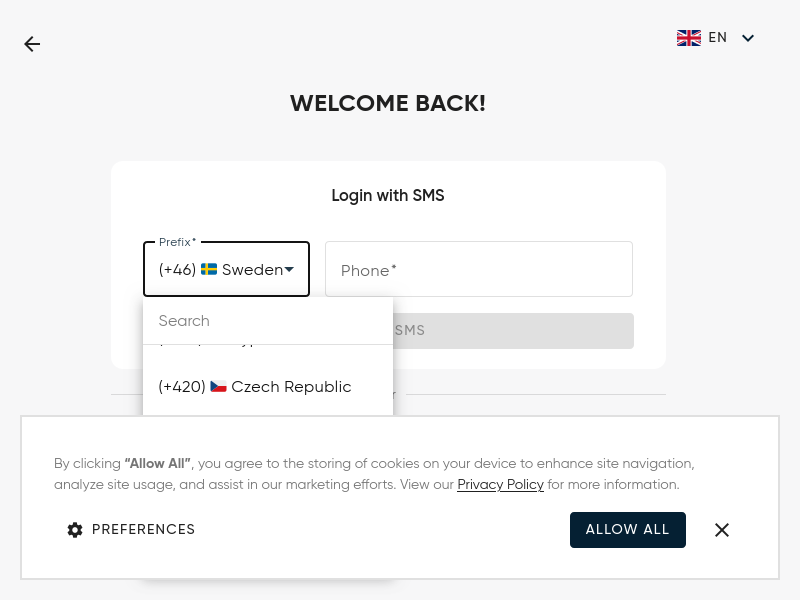 EN
WELCOME BACK!
Login with SMS
Prefix*
(+46) Sweden
Phone*
Search
SMS
(+420) Czech Republic
By clicking “Allow All”, you agree to the storing of cookies on your device to enhance site navigation,
analyze site usage, and assist in our marketing efforts. View our Privacy Policy for more information.
PREFERENCES
ALLOW ALL